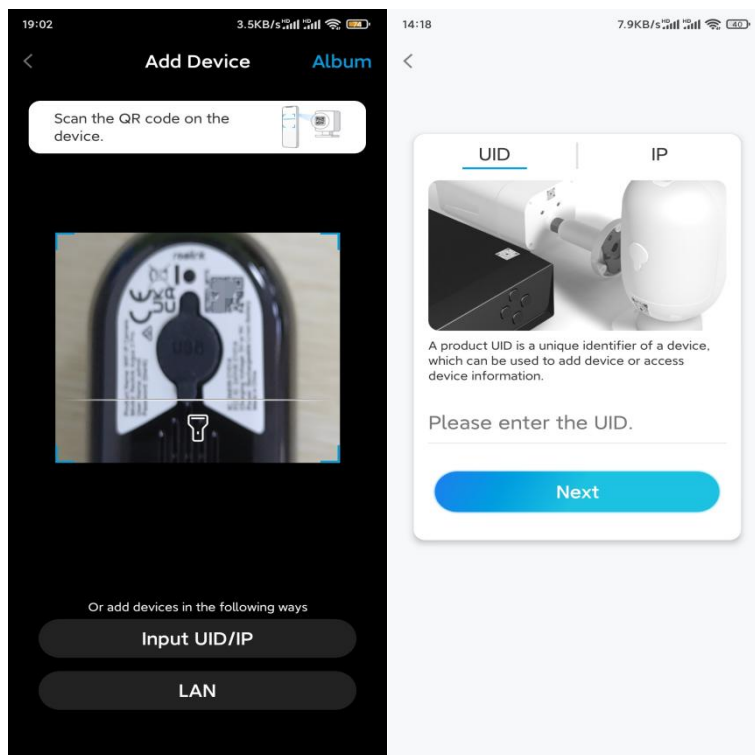 19:02
3.5KB/s
74
Add Device
Album
Scan the QR code on the
device.
reolink
USB
Or add devices in the following ways
Input UID/IP
LAN
14:18
7.9KB/s
40
UID
IP
A product UID is a unique identifier of a device,
which can be used to add device or access
device information.
Please enter the UID.
Next